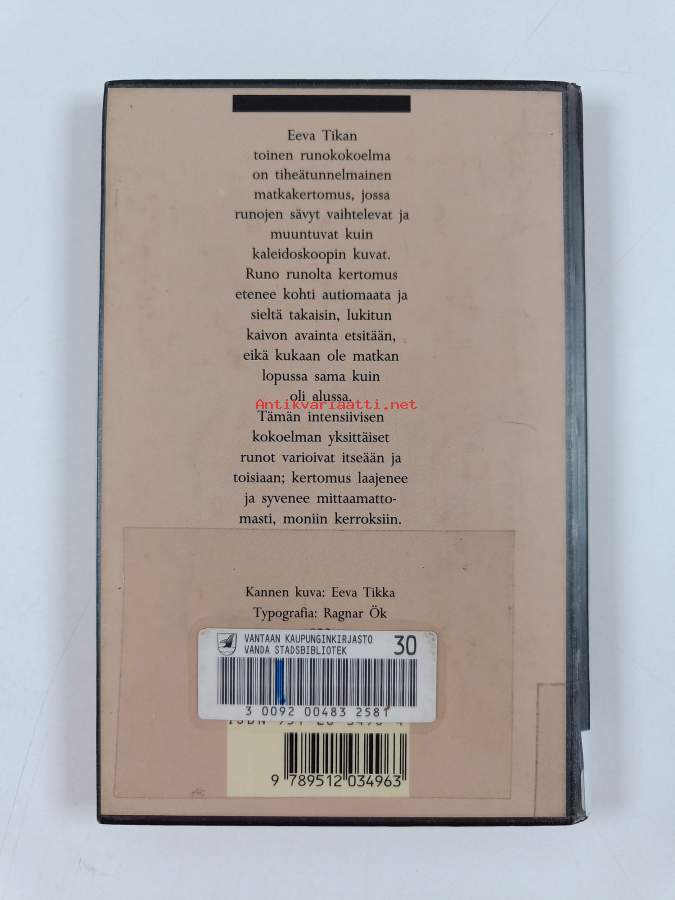 Eeva Tikan
toinen runokokoelma
on tiheätunnelmainen
matkakertomus, jossa
runojen sävyt vaihtelevat ja
muuntuvat kuin
kaleidoskoopin kuvat.
Runo runolta kertomus
etenee kohti autiomaata ja
sieltä takaisin, lukitun
kaivon avainta etsitään,
eikä kukaan ole matkan
lopussa sama kuin
oli alussa.
Antikvariaatti.net
Tämän intensiivisen
kokoelman yksittäiset
runot varioivat itseään ja
toisiaan; kertomus laajenee
ja syvenee mittaamatto-
masti, moniin kerroksiin.
Kannen kuva: Eeva Tikka
Typografia: Ragnar Ök
VANTAAN KAUPUNGINKIRJASTO 30
VANDA STADSBIBLIOTEK
3 0092 00483 2581
ISBN
9 789512 034963